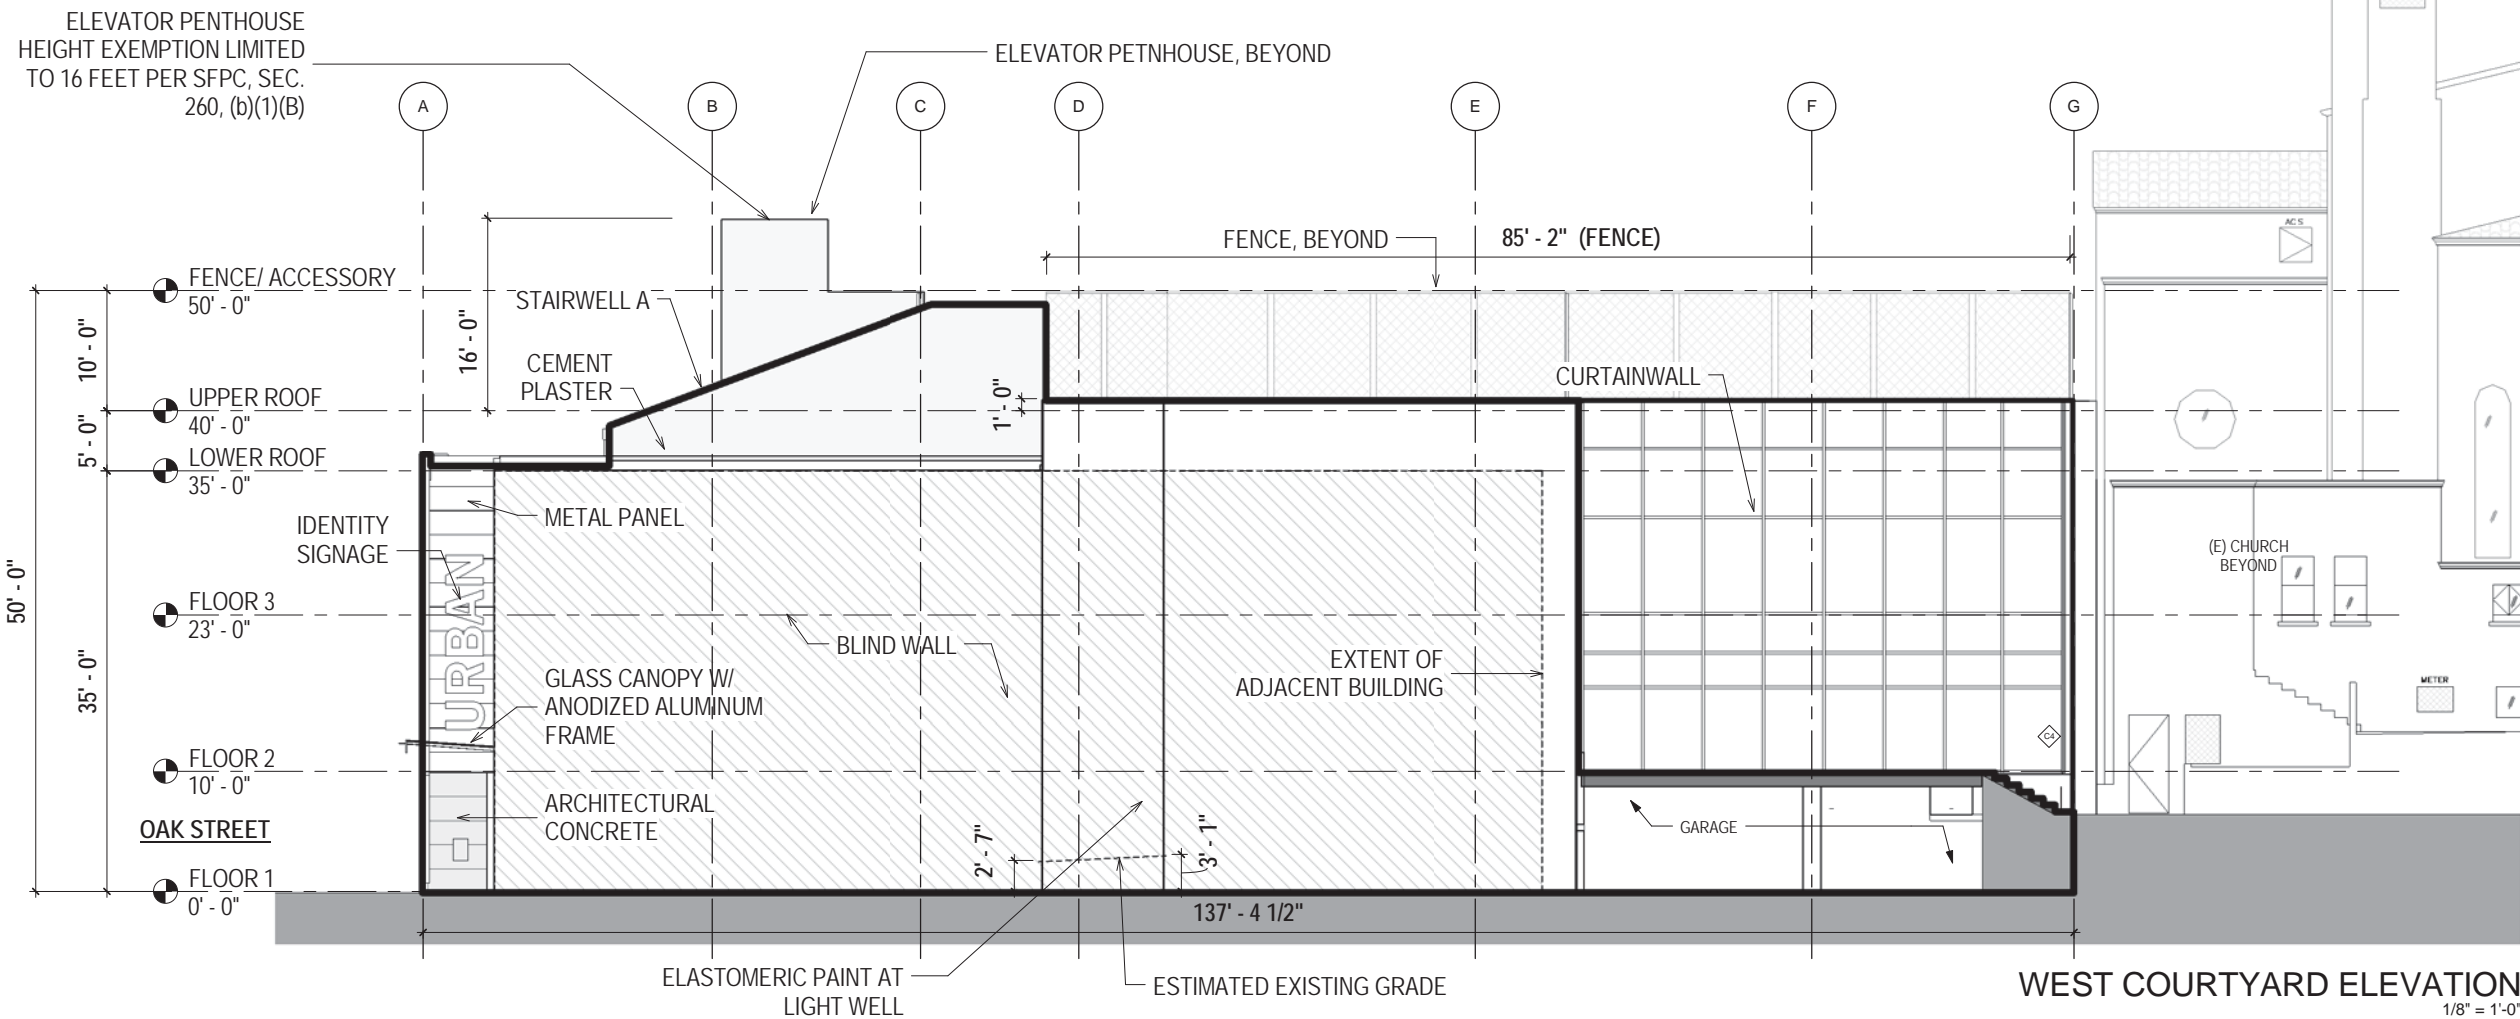 ELEVATOR PENTHOUSE
HEIGHT EXEMPTION LIMITED
TO 16 FEET PER SFPC, SEC.
260, (b)(1)(B)
ELEVATOR PETNHOUSE, BEYOND
A
B
C
D
E
F
G
FENCE, BEYOND
85' - 2" (FENCE)
ACS
FENCE/ ACCESSORY
50' - 0"
STAIRWELL A
16' - 0"
10' - 0"
CEMENT
PLASTER
1' - 0"
CURTAINWALL
UPPER ROOF
40' - 0"
5' - 0"
LOWER ROOF
35' - 0"
METAL PANEL
IDENTITY
SIGNAGE
URBAN
(E) CHURCH
BEYOND
50' - 0"
FLOOR 3
23' - 0"
BLIND WALL
35' - 0"
GLASS CANOPY W/
ANODIZED ALUMINUM
FRAME
EXTENT OF
ADJACENT BUILDING
METER
C4
FLOOR 2
10' - 0"
ARCHITECTURAL
CONCRETE
OAK STREET
2' - 7"
3' - 1"
GARAGE
FLOOR 1
0' - 0"
137' - 4 1/2"
ELASTOMERIC PAINT AT
LIGHT WELL
ESTIMATED EXISTING GRADE
WEST COURTYARD ELEVATION
1/8" = 1'-0"